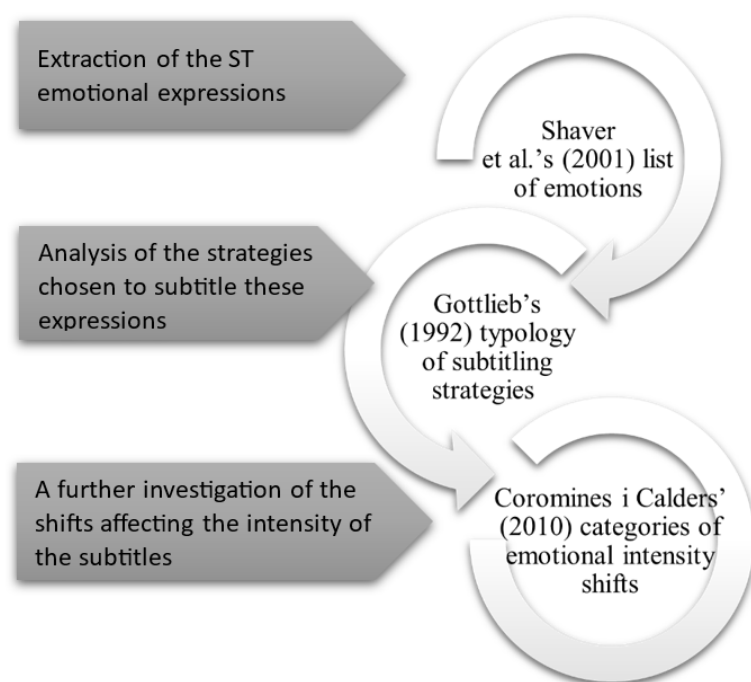 Extraction of the ST
emotional expressions
Shaver
et al.'s (2001) list
of emotions
Analysis of the strategies
chosen to subtitle these
expressions
Gottlieb's
(1992) typology
of subtitling
strategies
A further investigation of the
shifts affecting the intensity of
the subtitles
Coromines i Calders'
(2010) categories of
emotional intensity
shifts